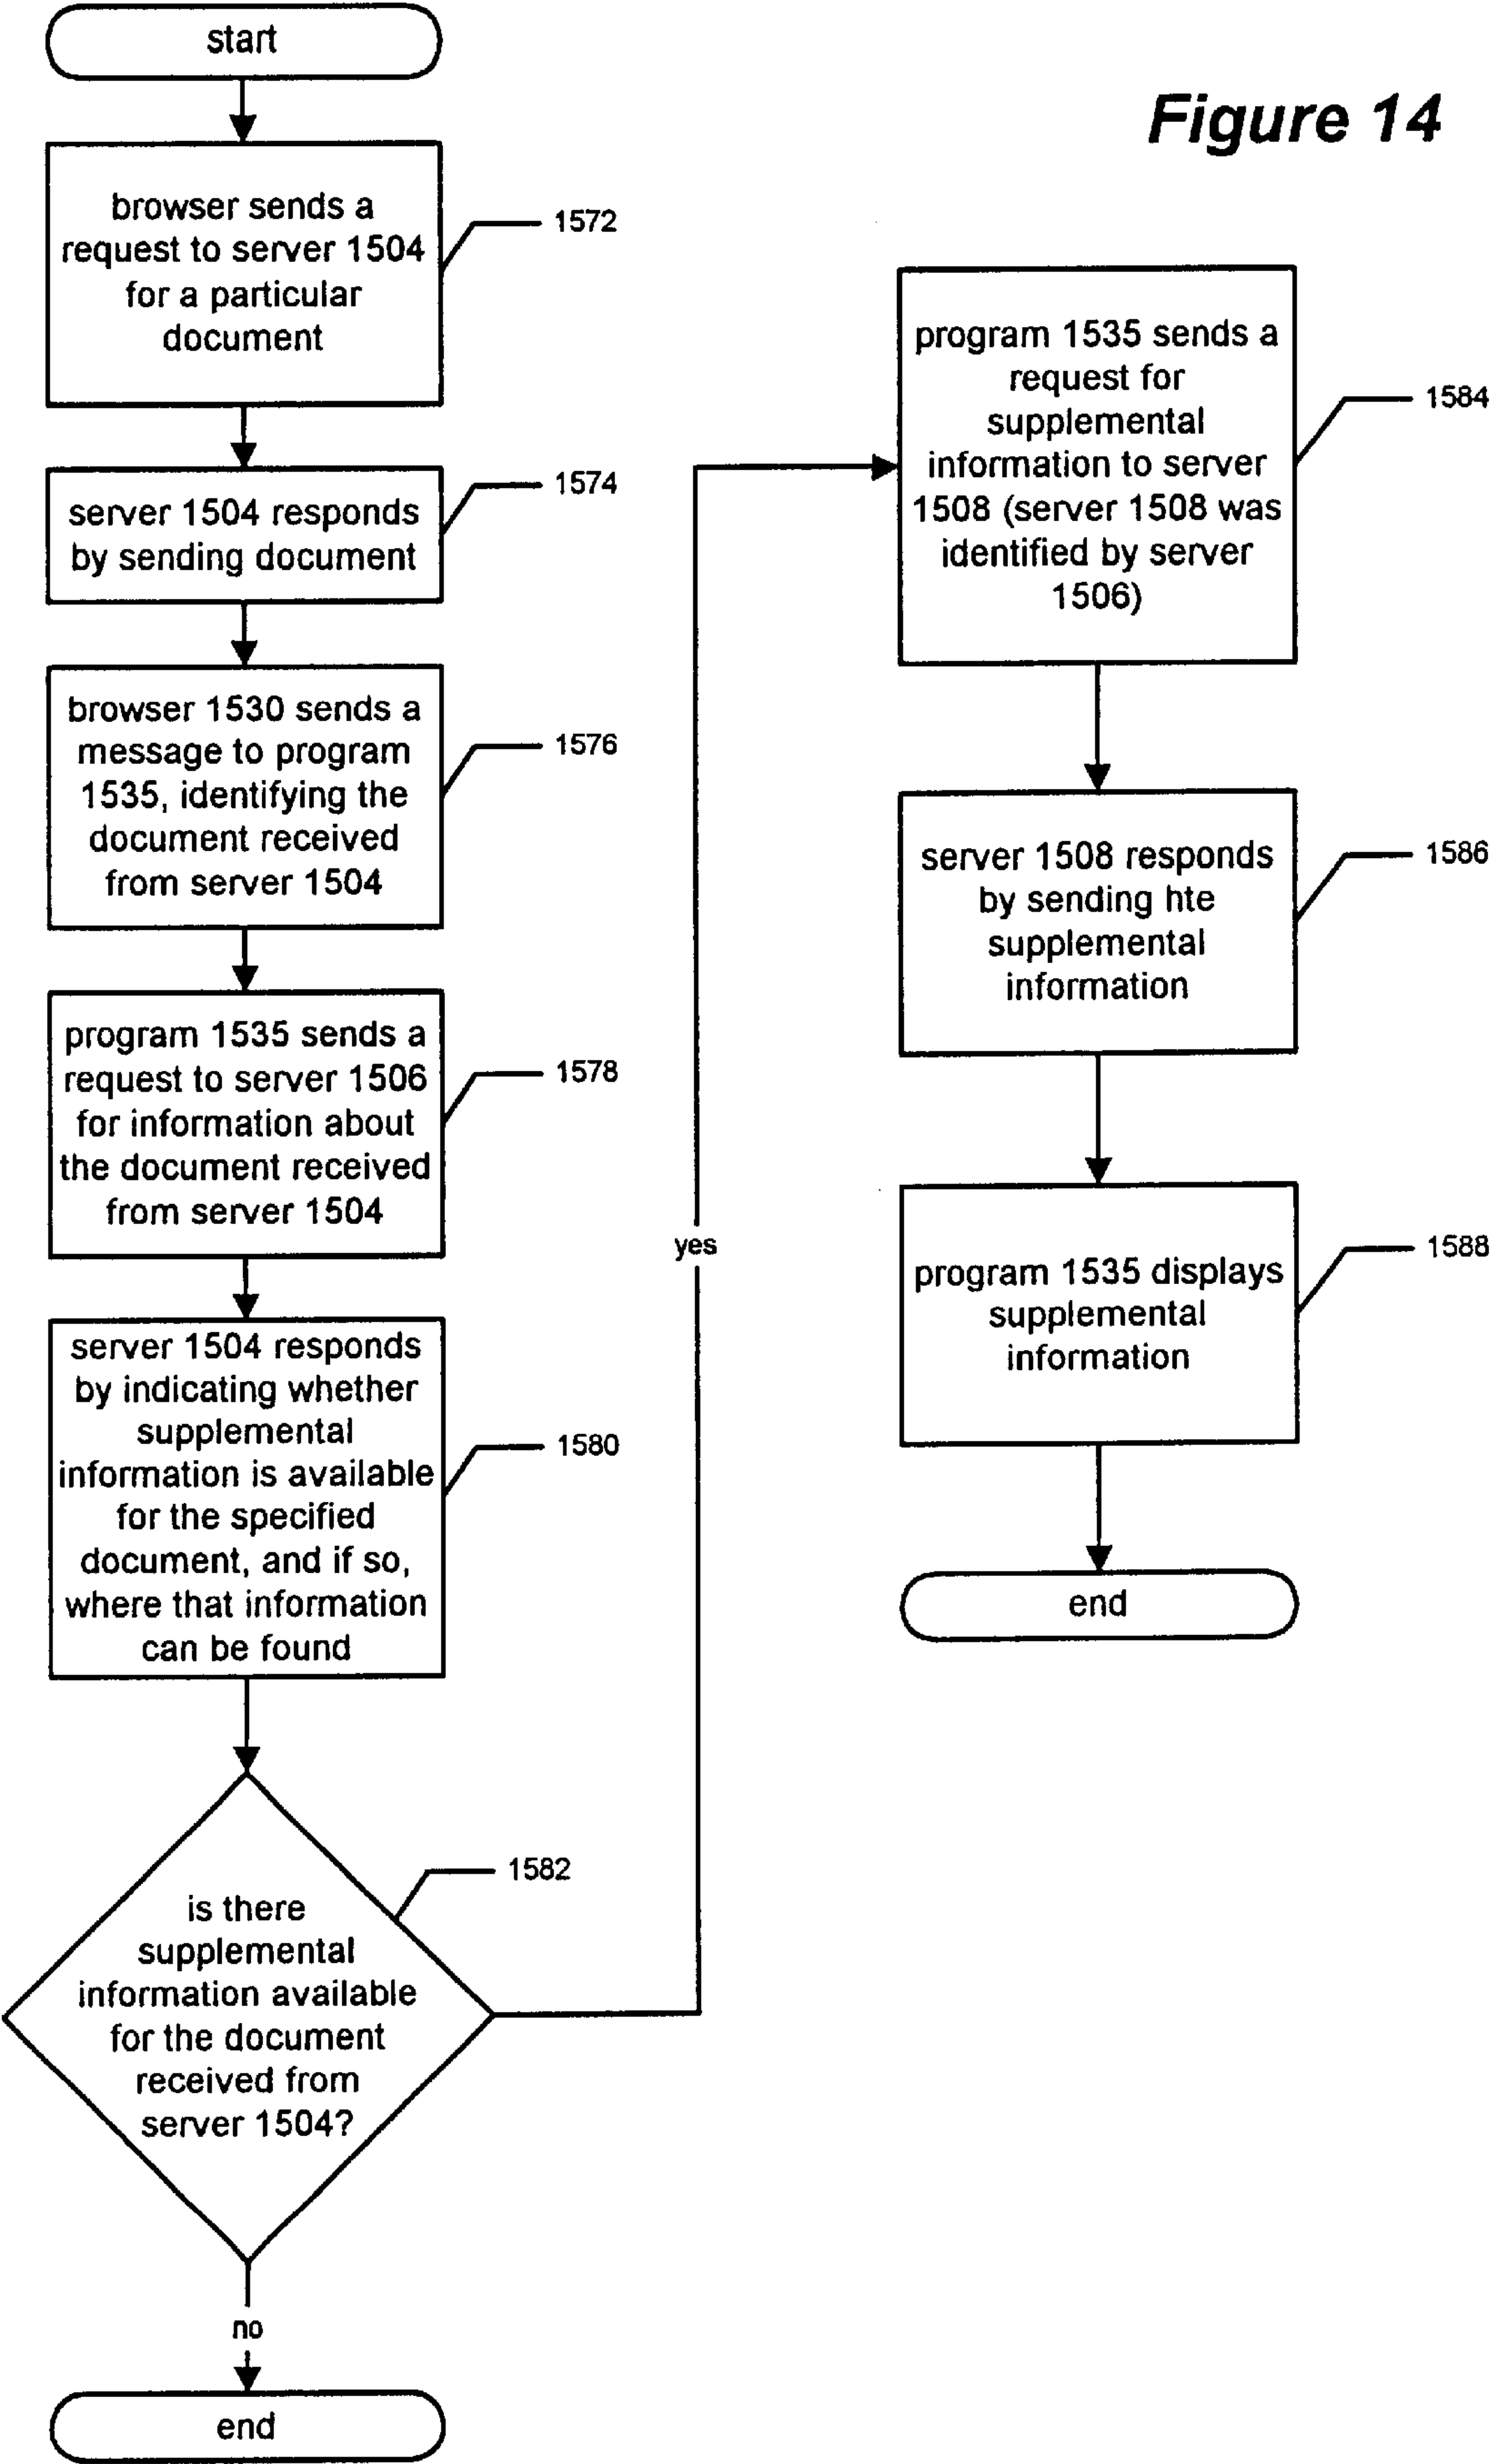 start
Figure 14
browser sends a
request to server 1504
for a particular
document
1572
server 1504 responds
by sending document
1574
browser 1530 sends a
message to program
1535, identifying the
document received
from server 1504
1576
program 1535 sends a
request to server 1506
for information about
the document received
from server 1504
1578
server 1504 responds
by indicating whether
supplemental
information is available
for the specified
document, and if so,
where that information
can be found
1580
is there
supplemental
information available
for the document
received from
server 1504?
1582
no
end
yes
program 1535 sends a
request for
supplemental
information to server
1508 (server 1508 was
identified by server
1506)
1584
server 1508 responds
by sending hte
supplemental
information
1586
program 1535 displays
supplemental
information
1588
end